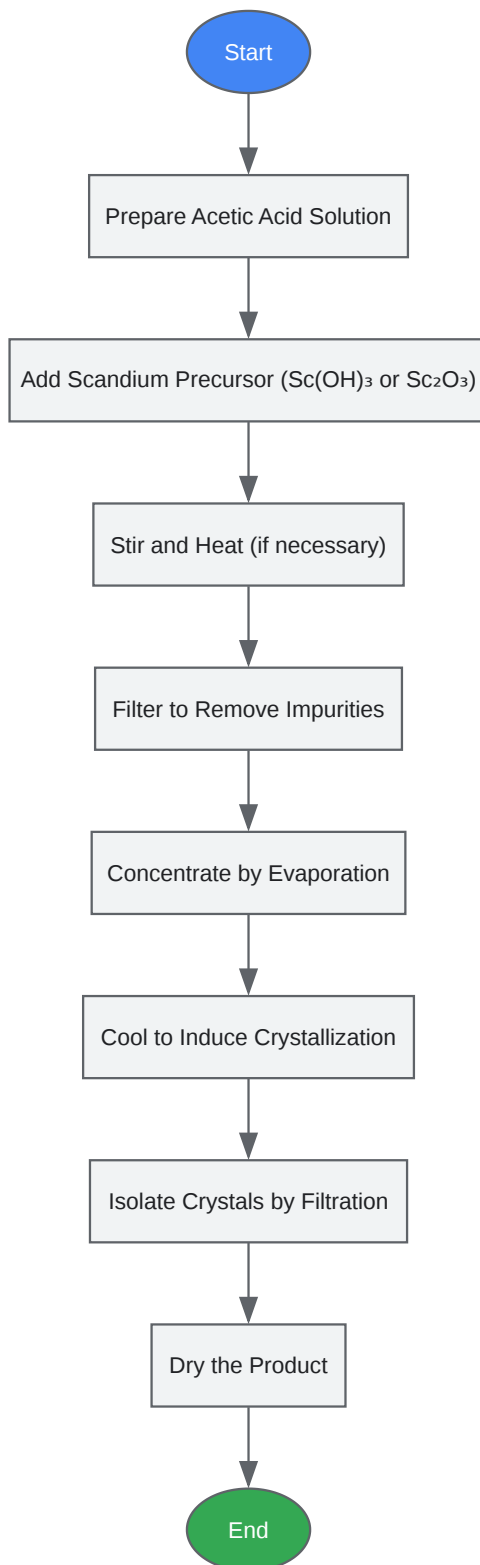 Start
Prepare Acetic Acid Solution
Add Scandium Precursor (Sc(OH)₃ or Sc₂O₃)
Stir and Heat (if necessary)
Filter to Remove Impurities
Concentrate by Evaporation
Cool to Induce Crystallization
Isolate Crystals by Filtration
Dry the Product
End